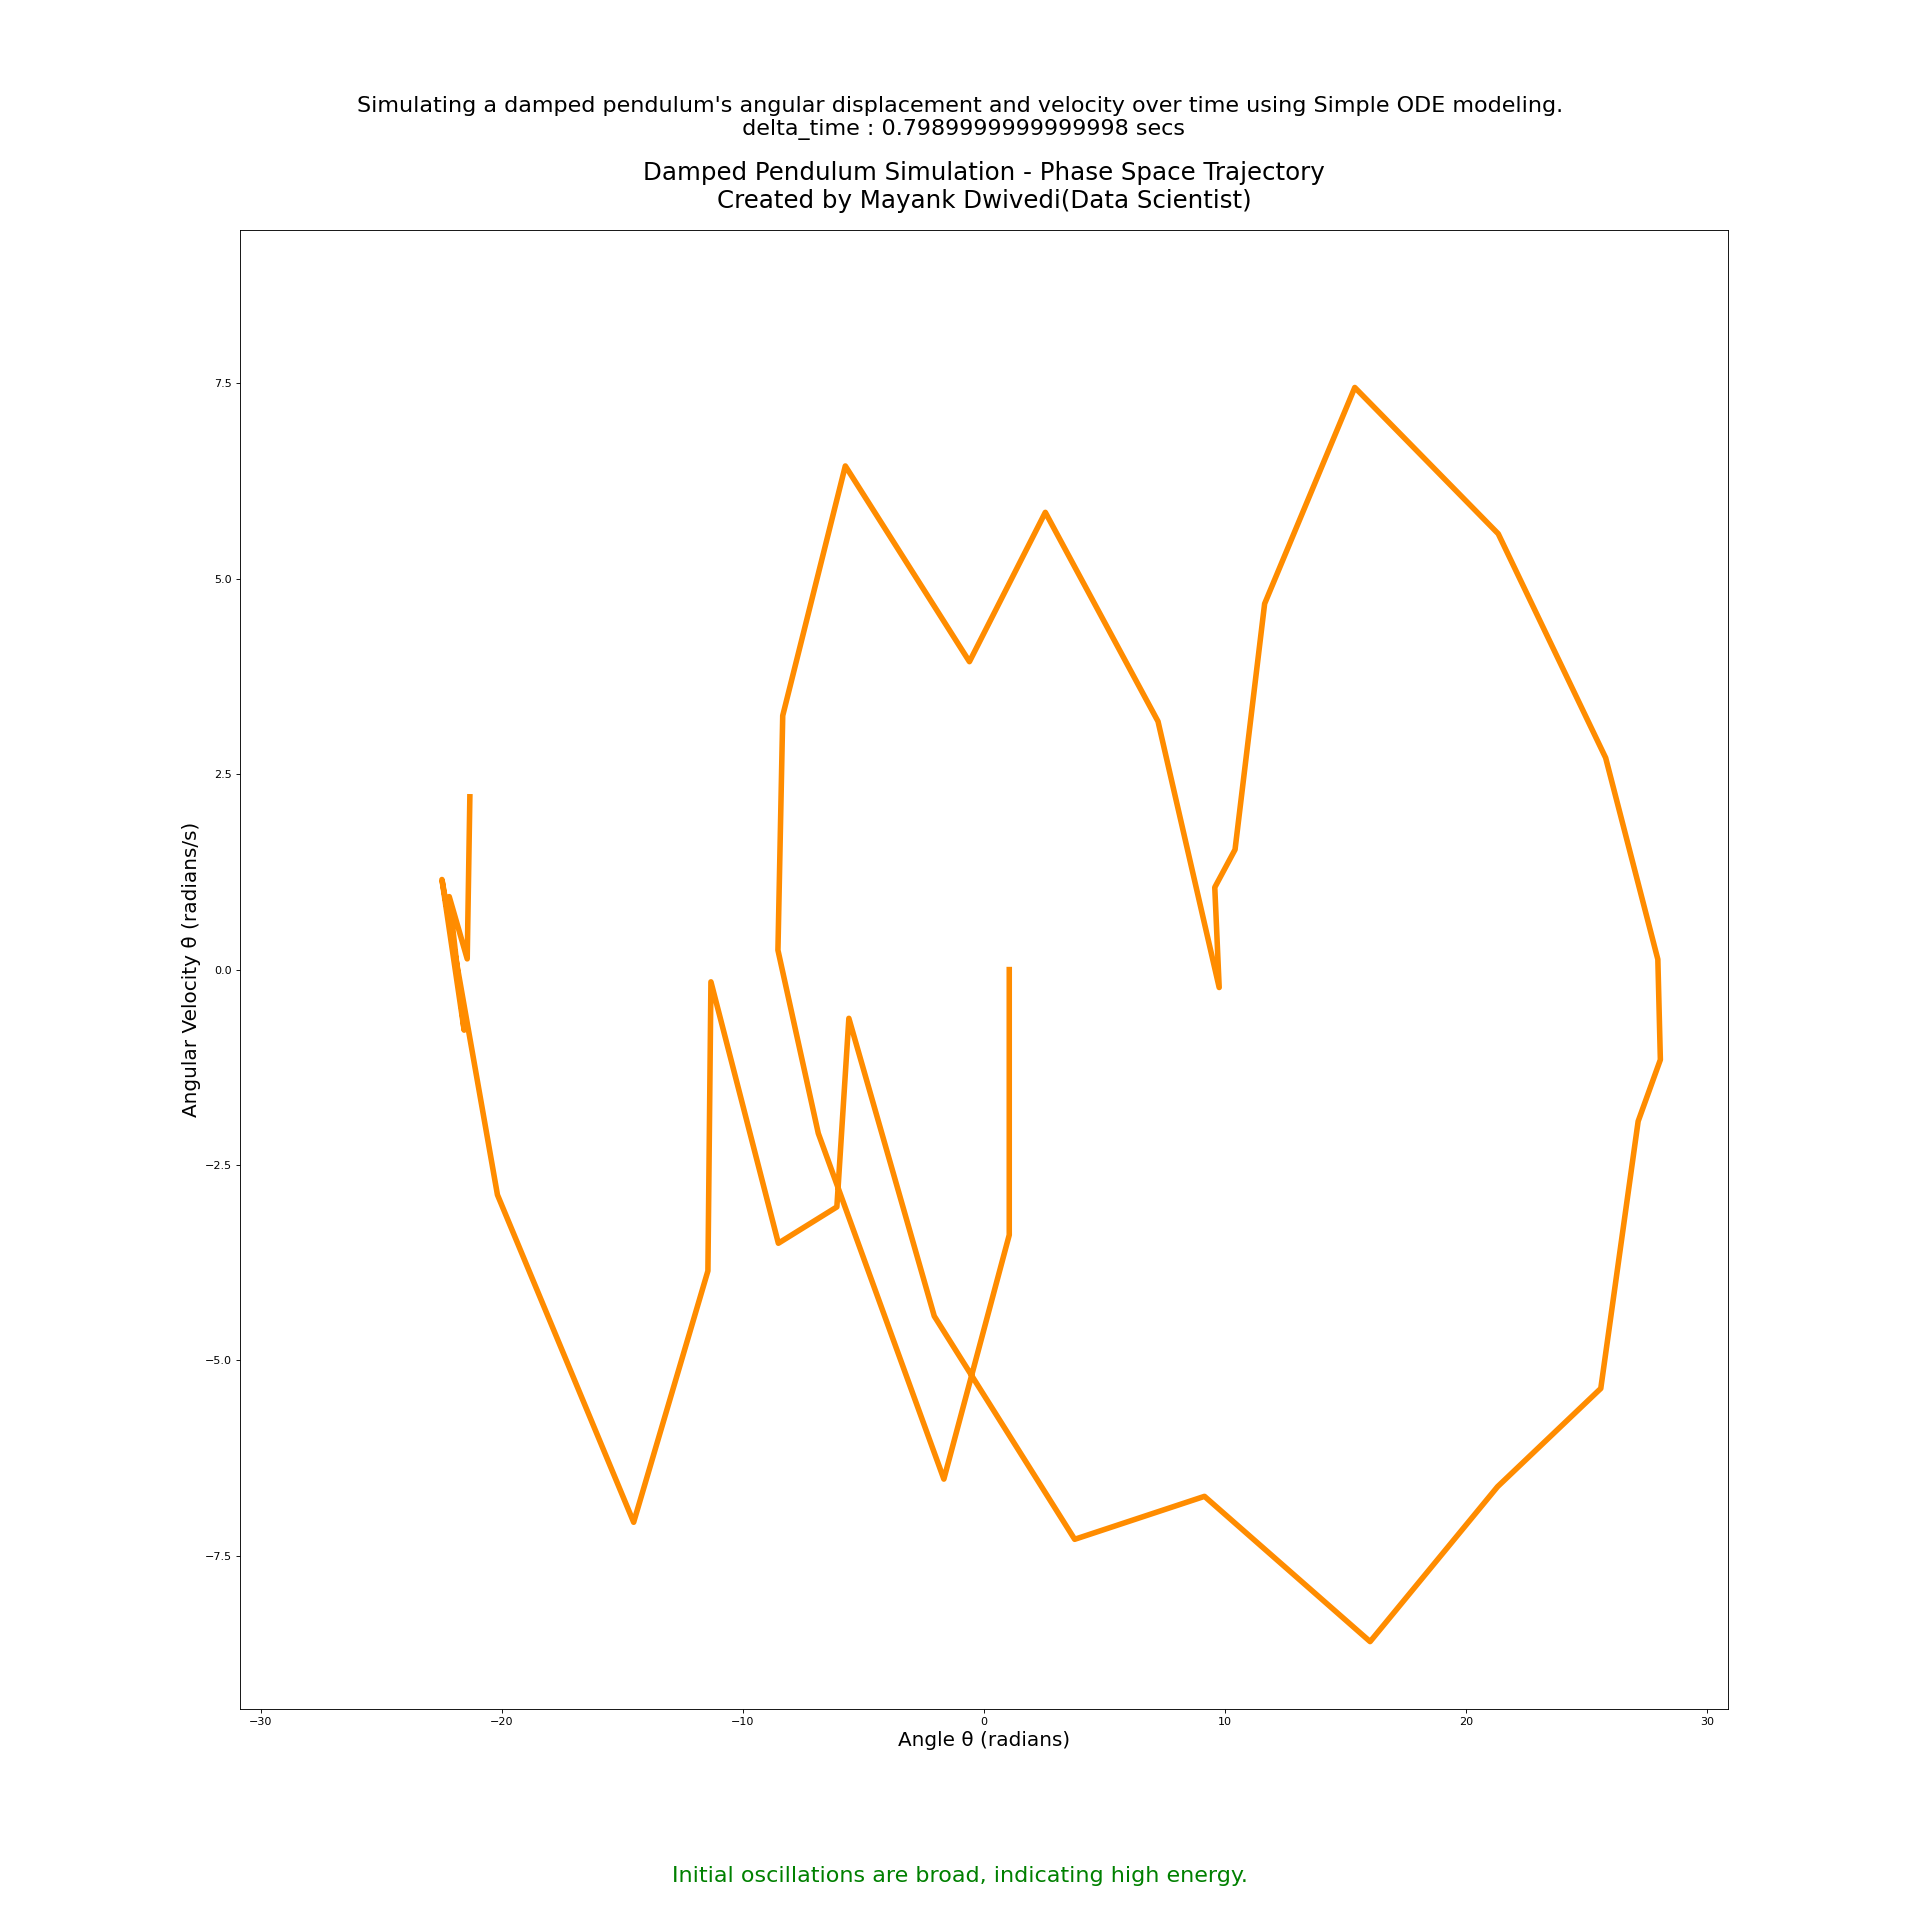 Simulating a damped pendulum's angular displacement and velocity over time using Simple ODE modeling.
delta_time : 0.7989999999999998 secs
Damped Pendulum Simulation - Phase Space Trajectory
Created by Mayank Dwivedi(Data Scientist)
Angular Velocity θ (radians/s)
7.5
5.0
2.5
0.0
−2.5
−5.0
−7.5
−30
−20
−10
0
10
20
30
Angle θ (radians)
Initial oscillations are broad, indicating high energy.